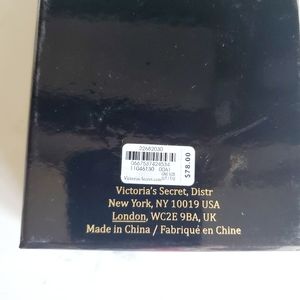 22682030
$78.00
Victoria's Secret, Distr
New York, NY 10019 USA
London, WC2E 9BA, UK
Made in China / Fabriqué en Chine